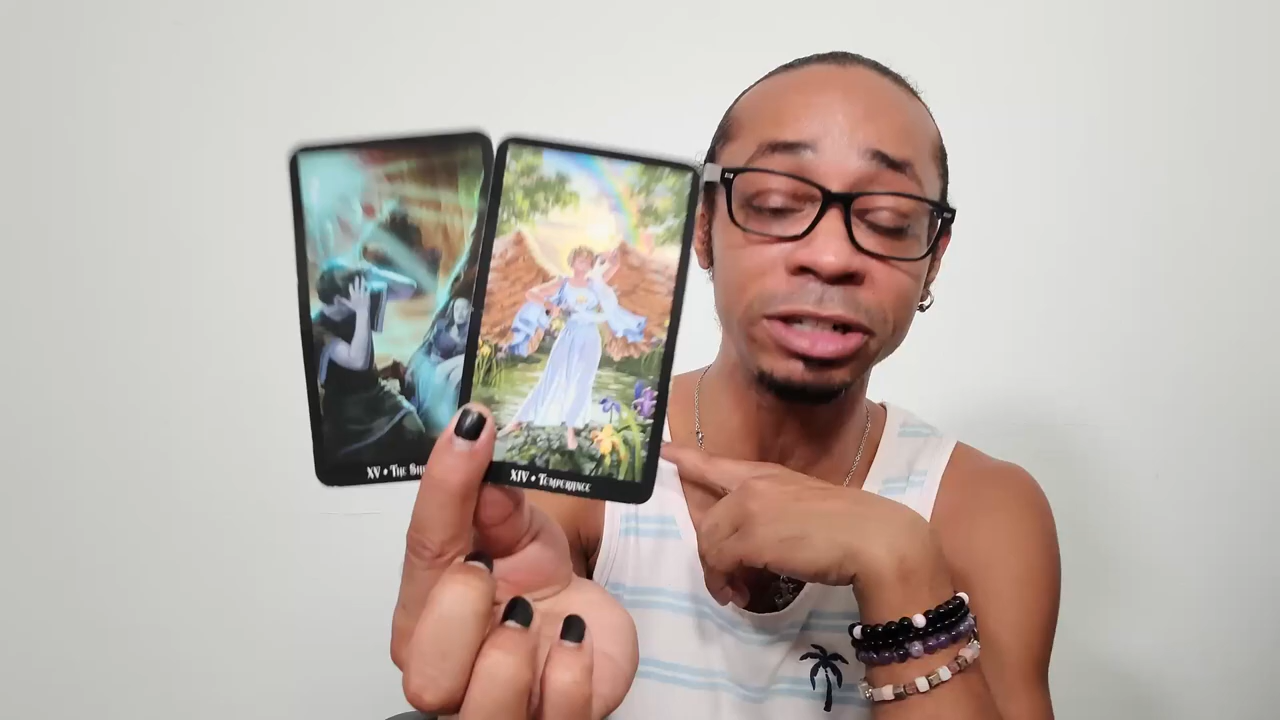 XV • The
XIV • Temperance